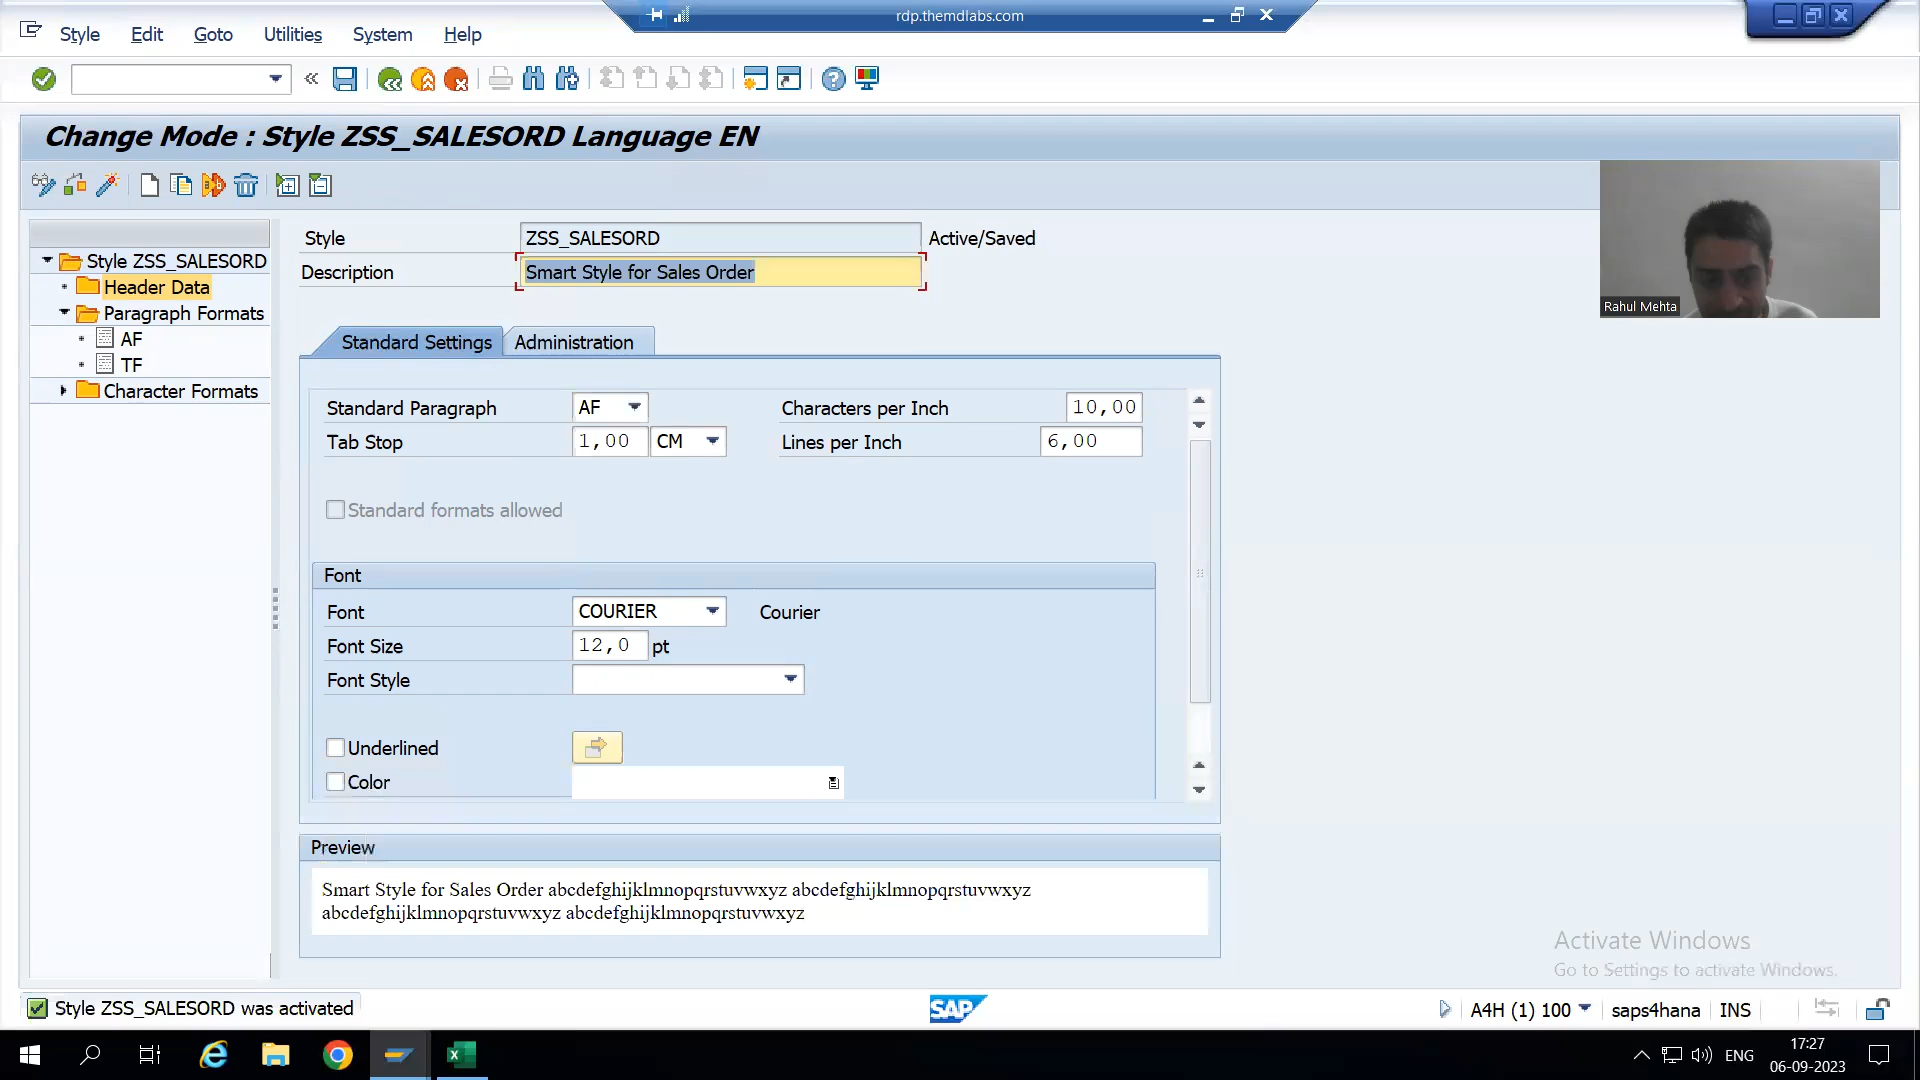 rdp.themdlabs.com
Style Edit Goto Utilities System Help
Change Mode : Style ZSS_SALESORD Language EN
Style ZSS_SALESORD
Header Data
Paragraph Formats
AF
TF
Character Formats
Style ZSS_SALESORD Active/Saved
Description Smart Style for Sales Order
Rahul Mehta
Standard Settings Administration
Standard Paragraph AF Characters per Inch 10,00
Tab Stop 1,00 CM Lines per Inch 6,00
Standard formats allowed
Font
Font COURIER Courier
Font Size 12,0 pt
Font Style
Underlined
Color
Preview
Smart Style for Sales Order abcdefghijklmnopqrstuvwxyz abcdefghijklmnopqrstuvwxyz
abcdefghijklmnopqrstuvwxyz abcdefghijklmnopqrstuvwxyz
Activate Windows
Go to Settings to activate Windows.
Style ZSS_SALESORD was activated
SAP
A4H (1) 100 saps4hana INS
ENG
17:27
06-09-2023